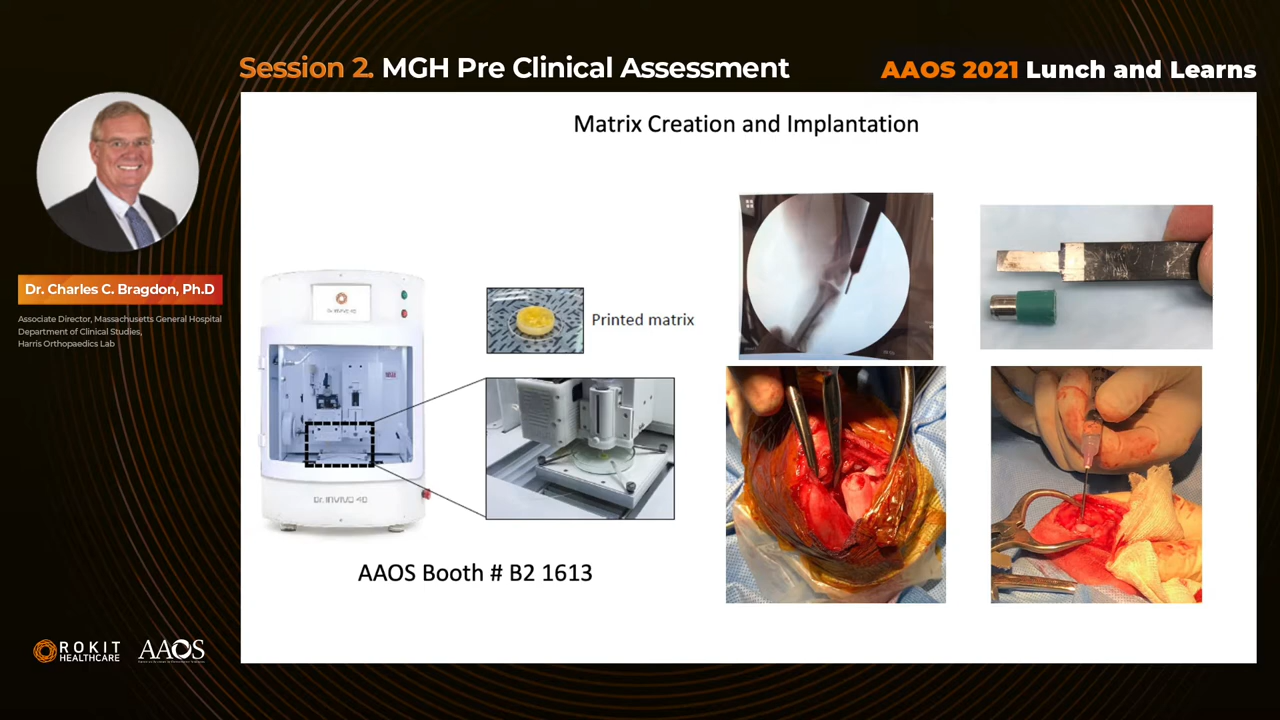 Session 2. MGH Pre Clinical Assessment
AAOS 2021 Lunch and Learns
Matrix Creation and Implantation
Dr. Charles C. Bragdon, Ph.D
Associate Director, Massachusetts General Hospital
Department of Clinical Studies,
Harris Orthopaedics Lab
Printed matrix
Dr. INVIVO 4D
AAOS Booth # B2 1613
ROKIT
HEALTHCARE
AAOS